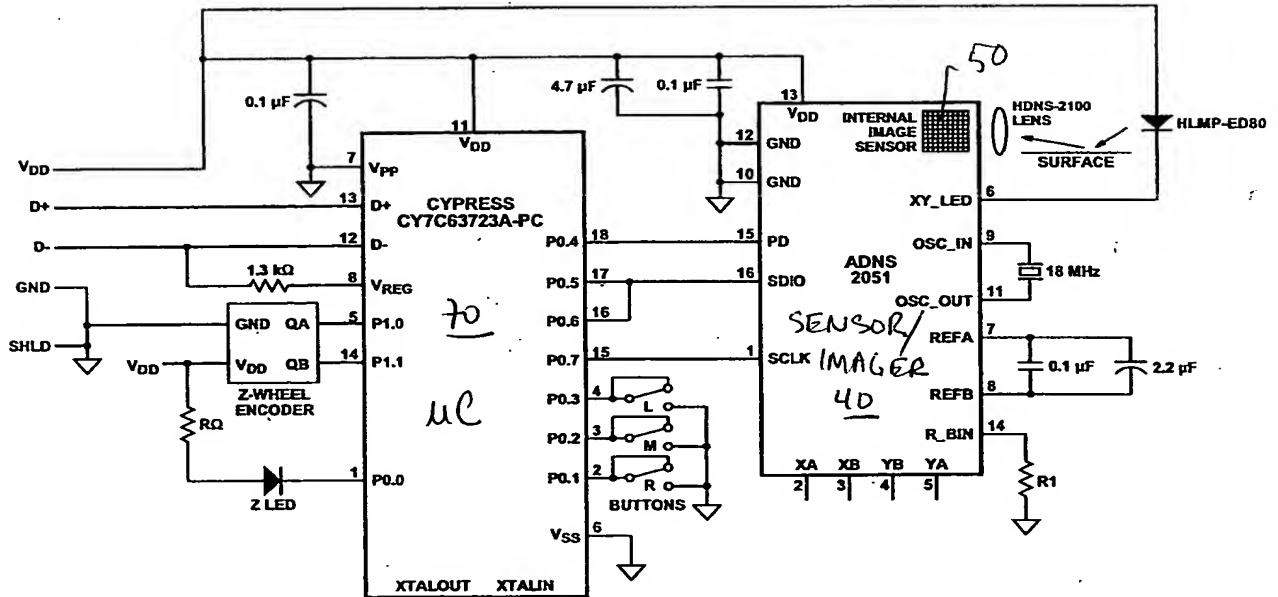 50
4.7 µF
0.1 µF
0.1 µF
13
VDD
INTERNAL
IMAGE
SENSOR
HDNS-2100
LENS
SURFACE
HLMP-ED80
11
VDD
7
VPP
12
GND
10
GND
VDD
D+
13
D+
CYPRESS
CY7C63723A-PC
XY_LED
6
D-
12
D-
P0.4
18
15
PD
OSC_IN
9
1.3 kΩ
8
VREG
P0.5
17
16
SDIO
ADNS
2051
18 MHz
GND
P0.6
16
OSC_OUT
11
GND
QA
5
P1.0
70
SENSOR/
IMAGER
40
REFA
7
SHLD
VDD
VDD
QB
14
P1.1
P0.7
15
1
SCLK
0.1 µF
2.2 µF
Z-WHEEL
ENCODER
P0.3
4
L
REFB
8
RΩ
µC
P0.2
3
M
R_BIN
14
1
P0.0
P0.1
2
R
XA
XB
YB
YA
2
3
4
5
R1
Z LED
BUTTONS
VSS
6
XTALOUT
XTALIN